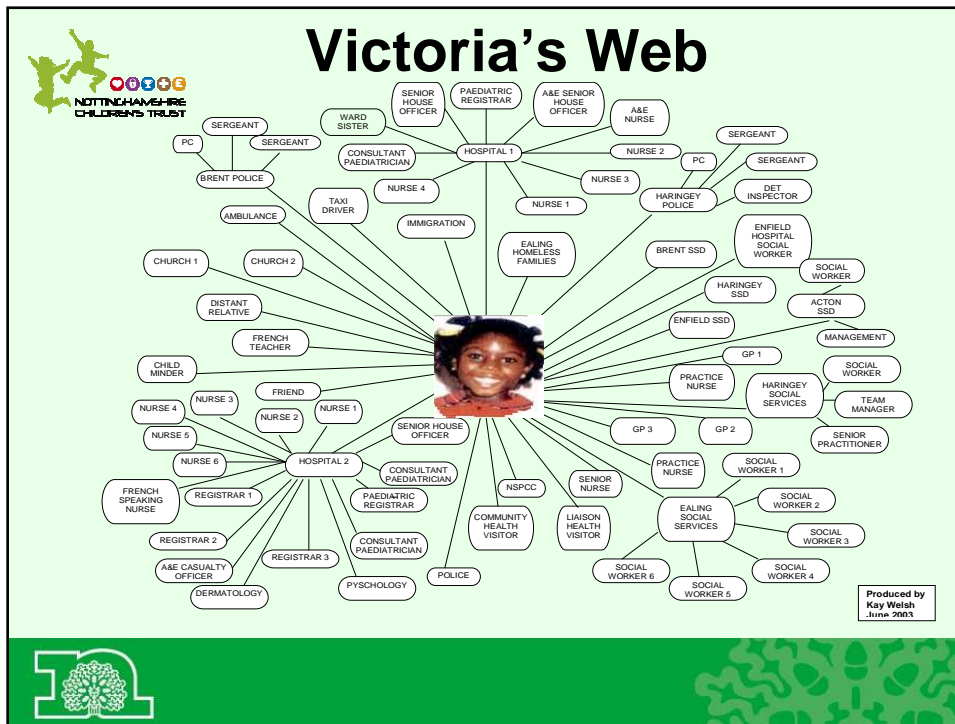 Victoria's Web
NOTTINGHAMSHIRE
CHILDREN'S TRUST
SENIOR
HOUSE
OFFICER
PAEDIATRIC
REGISTRAR
A&E SENIOR
HOUSE
OFFICER
A&E
NURSE
WARD
SISTER
CONSULTANT
PAEDIATRICIAN
HOSPITAL 1
NURSE 2
NURSE 4
NURSE 1
NURSE 3
SERGEANT
PC
SERGEANT
BRENT POLICE
SERGEANT
PC
SERGEANT
HARINGEY
POLICE
DET
INSPECTOR
TAXI
DRIVER
AMBULANCE
IMMIGRATION
EALING
HOMELESS
FAMILIES
BRENT SSD
ENFIELD
HOSPITAL
SOCIAL
WORKER
CHURCH 1
CHURCH 2
HARINGEY
SSD
SOCIAL
WORKER
ACTON
SSD
MANAGEMENT
DISTANT
RELATIVE
ENFIELD SSD
FRENCH
TEACHER
GP 1
CHILD
MINDER
PRACTICE
NURSE
HARINGEY
SOCIAL
SERVICES
SOCIAL
WORKER
TEAM
MANAGER
SENIOR
PRACTITIONER
FRIEND
NURSE 4
NURSE 3
NURSE 2
NURSE 1
SENIOR HOUSE
OFFICER
GP 3
GP 2
NURSE 5
NURSE 6
HOSPITAL 2
CONSULTANT
PAEDIATRICIAN
FRENCH
SPEAKING
NURSE
REGISTRAR 1
PAEDIATRIC
REGISTRAR
NSPCC
SENIOR
NURSE
PRACTICE
NURSE
SOCIAL
WORKER 1
SOCIAL
WORKER 2
EALING
SOCIAL
SERVICES
COMMUNITY
HEALTH
VISITOR
LIAISON
HEALTH
VISITOR
REGISTRAR 2
REGISTRAR 3
CONSULTANT
PAEDIATRICIAN
SOCIAL
WORKER 3
A&E CASUALTY
OFFICER
DERMATOLOGY
PYSCHOLOGY
POLICE
SOCIAL
WORKER 6
SOCIAL
WORKER 5
SOCIAL
WORKER 4
Produced by
Kay Welsh
June 2003